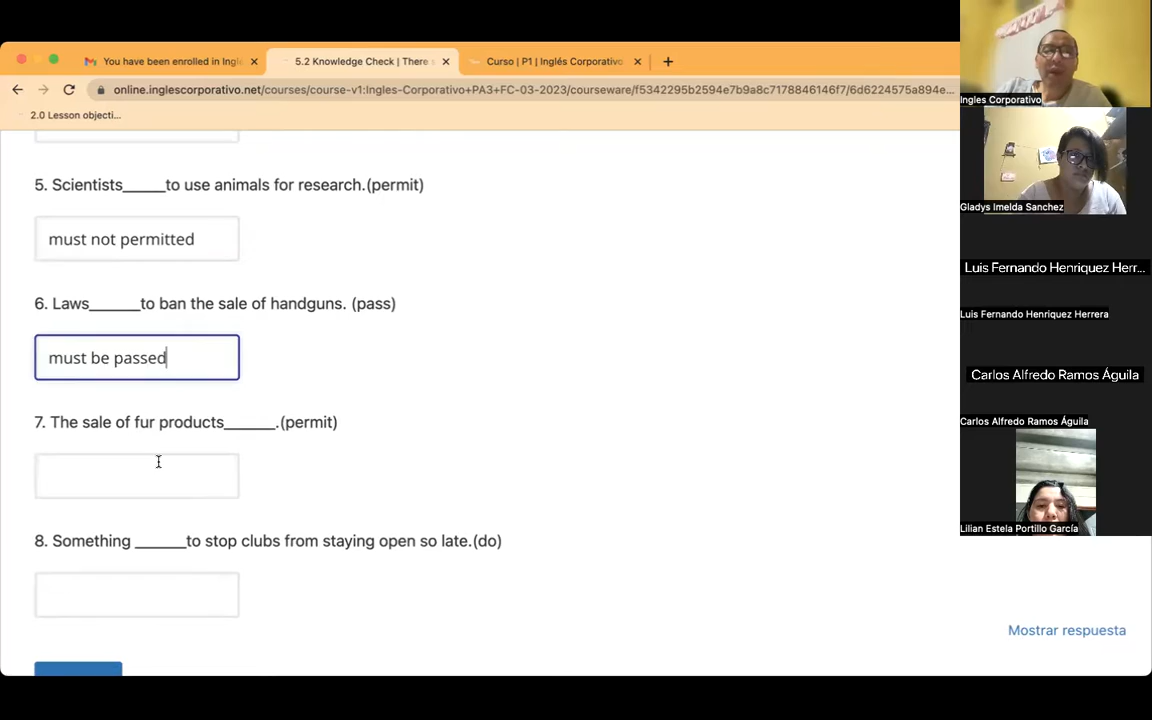 You have been enrolled in Ingl
5.2 Knowledge Check | There
Curso | P1 | Inglés Corporativo
online.inglescorporativo.net/courses/course-v1:Ingles-Corporativo+PA3+FC-03-2023/courseware/f5342295b2594e7b9a8c7178846146f7/6d6224575a894e...
2.0 Lesson objecti...
5. Scientists_____to use animals for research.(permit)
must not permitted
6. Laws______to ban the sale of handguns. (pass)
must be passed
7. The sale of fur products______.(permit)
8. Something ______to stop clubs from staying open so late.(do)
Mostrar respuesta
Ingles Corporativo
Gladys Imelda Sanchez
Luis Fernando Henriquez Herr...
Luis Fernando Henriquez Herrera
Carlos Alfredo Ramos Águila
Carlos Alfredo Ramos Águila
Lilian Estela Portillo García